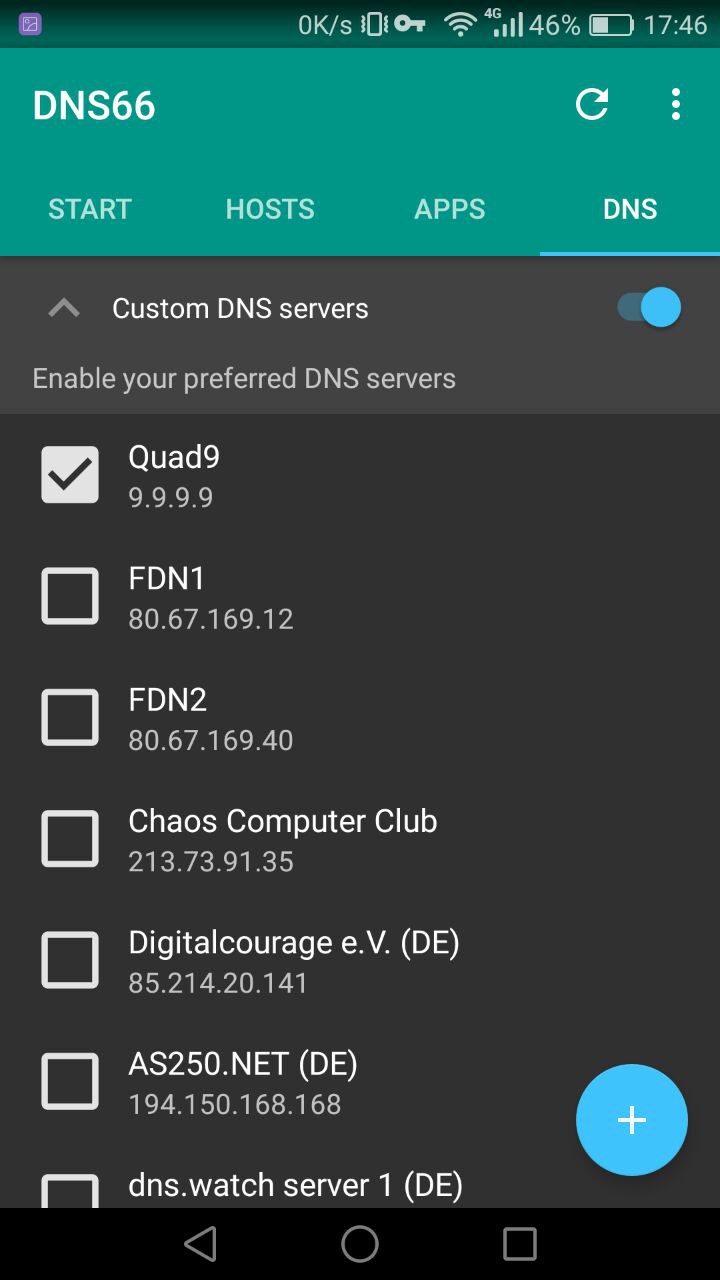 0K/s 4G 46% 17:46
DNS66
START HOSTS APPS DNS
Custom DNS servers
Enable your preferred DNS servers
Quad9
9.9.9.9
FDN1
80.67.169.12
FDN2
80.67.169.40
Chaos Computer Club
213.73.91.35
Digitalcourage e.V. (DE)
85.214.20.141
AS250.NET (DE)
194.150.168.168
dns.watch server 1 (DE)